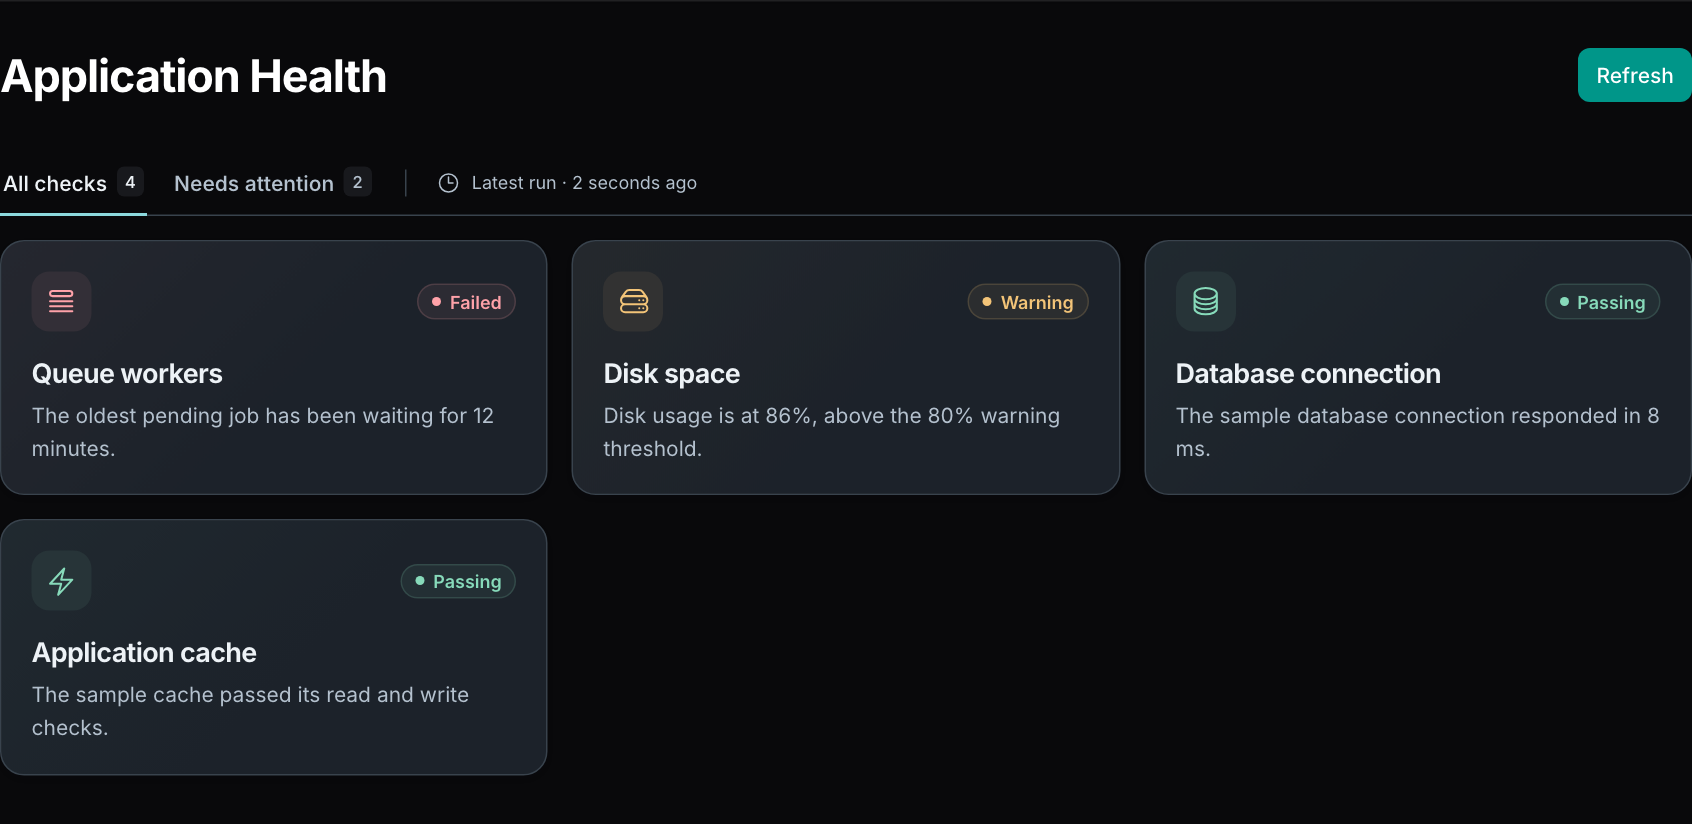 Application Health
Refresh
All checks 4
Needs attention 2
Latest run · 2 seconds ago
Failed
Queue workers
The oldest pending job has been waiting for 12
minutes.
Warning
Disk space
Disk usage is at 86%, above the 80% warning
threshold.
Passing
Database connection
The sample database connection responded in 8
ms.
Passing
Application cache
The sample cache passed its read and write
checks.